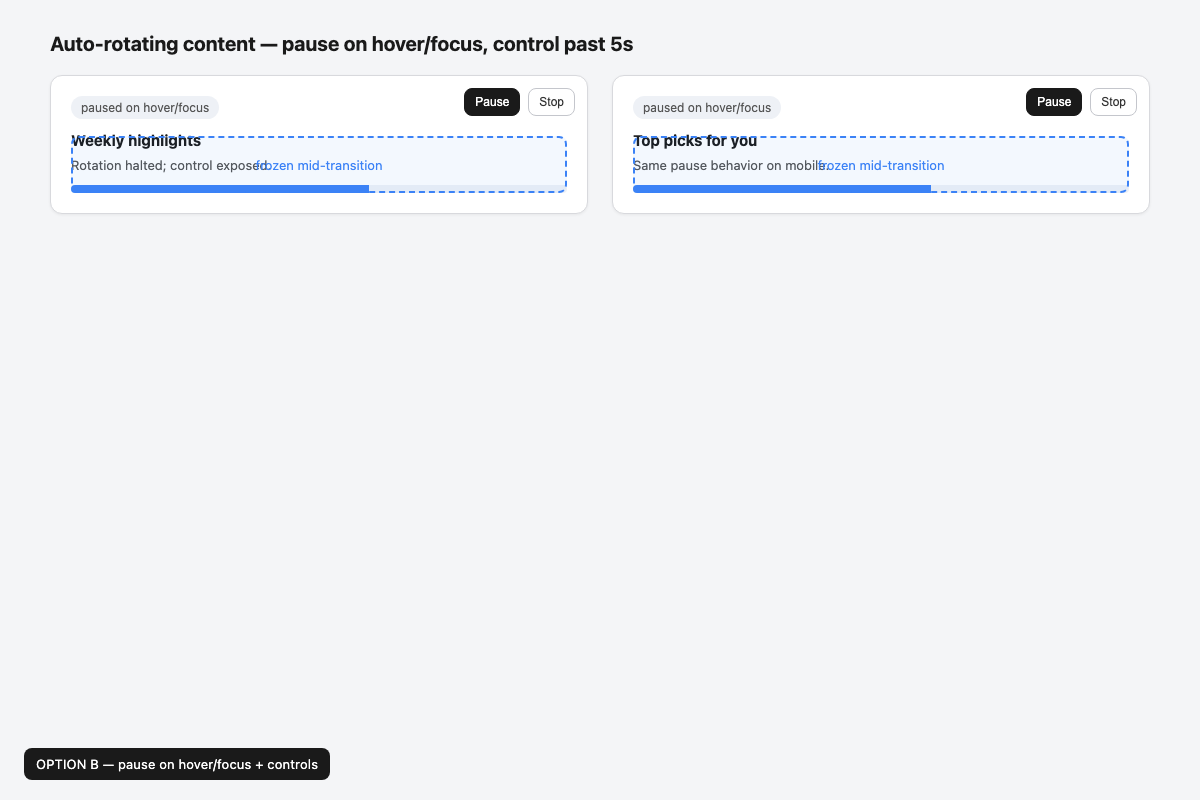 Auto-rotating content — pause on hover/focus, control past 5s
paused on hover/focus
Pause
Stop
Weekly highlights
Rotation halted; control exposed.
frozen mid-transition
paused on hover/focus
Pause
Stop
Top picks for you
Same pause behavior on mobile.
frozen mid-transition
OPTION B — pause on hover/focus + controls